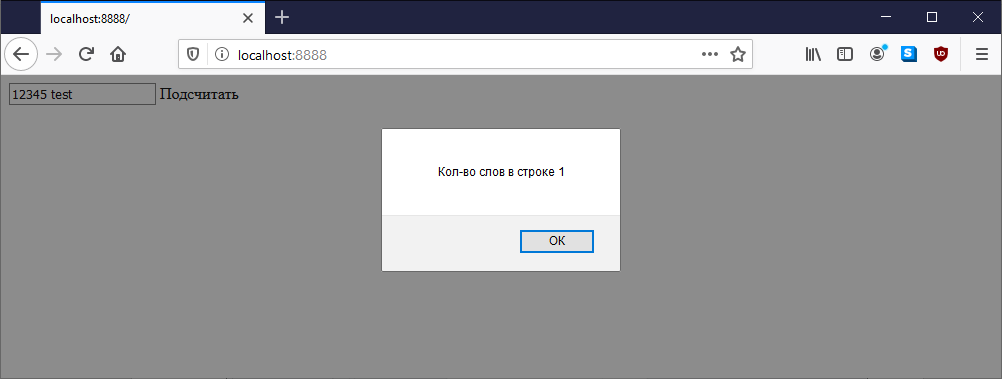 localhost:8888/
localhost:8888
12345 test Подсчитать
Кол-во слов в строке 1
OK